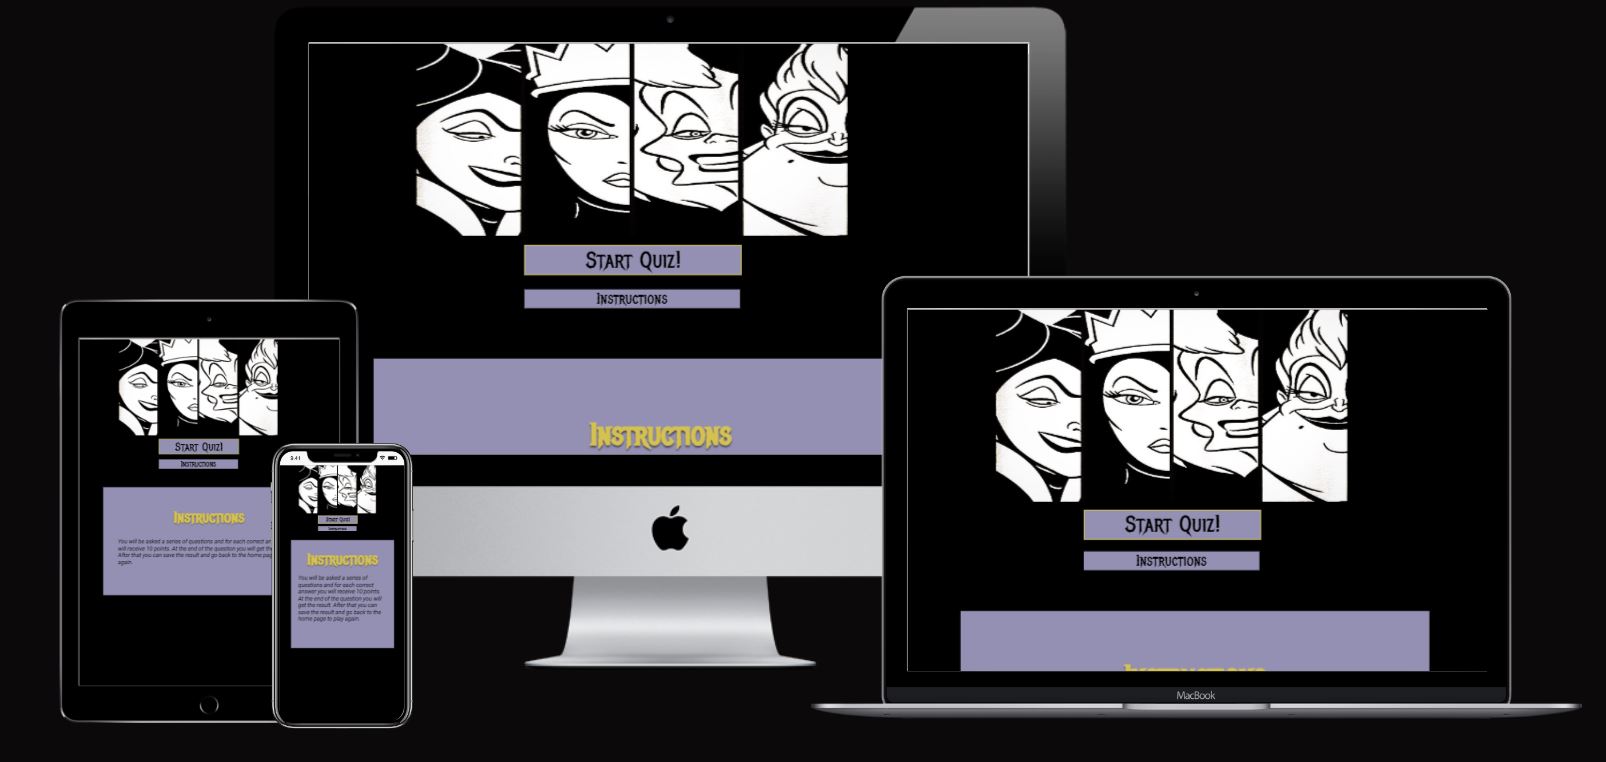 Start Quiz!
Instructions
Instructions
Start Quiz!
Instructions
Instructions
You will be asked a series of questions and for each correct an
will receive 10 points. At the end of the question you will get the
After that you can save the result and go back to the home pag
again.
3:41
Start Quiz!
Instructions
Instructions
You will be asked a series of
questions and for each correct
answer you will receive 10 points.
At the end of the question you will
get the result. After that you can
save the result and go back to the
home page to play again.
Start Quiz!
Instructions
Instructions
MacBook